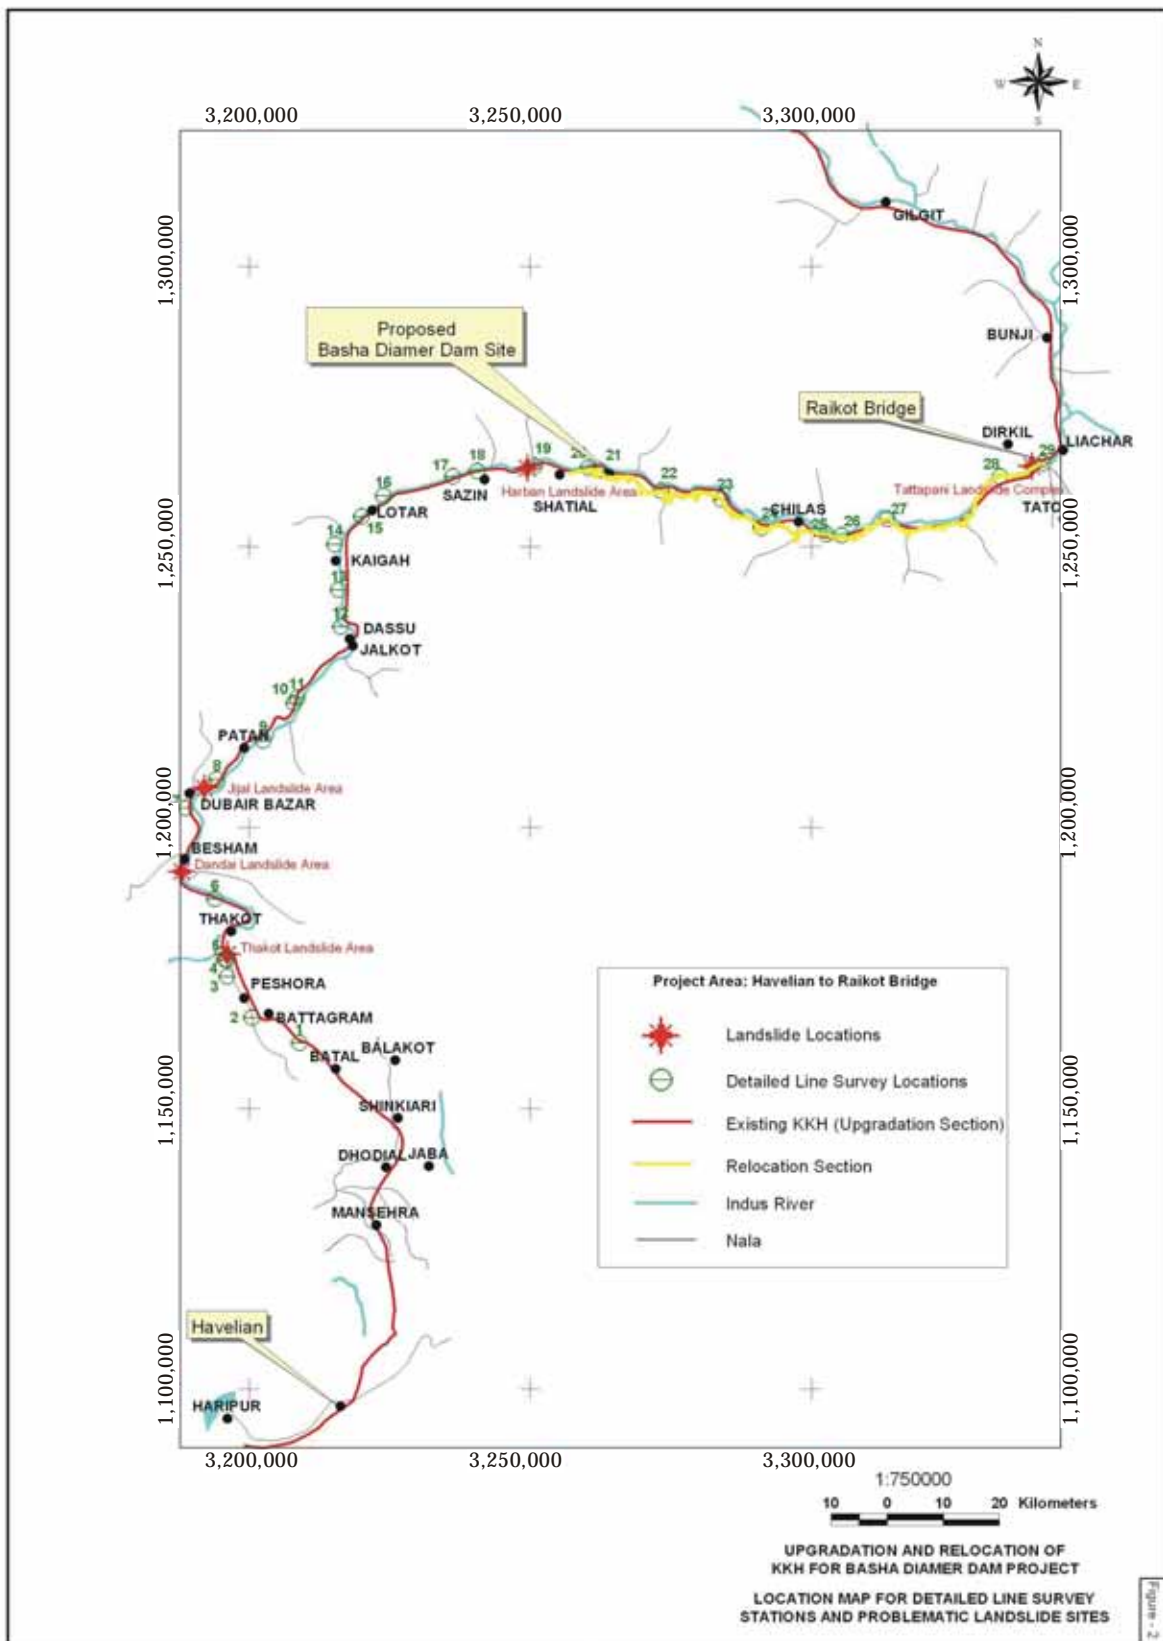 N
W E
S
3,200,000 3,250,000 3,300,000
1,300,000 1,300,000
GILGIT
Proposed
Basha Diamer Dam Site
BUNJI
Raikot Bridge
DIRKIL
LIACHAR
29
28
Tattapani Landslide Complex
TATO
27
26
25
CHILAS
23
22
21
20
19
Harban Landslide Area
SHATIAL
18
17
SAZIN
16
LOTAR
15
14
1,250,000 1,250,000
KAIGAH
13
12
DASSU
JALKOT
11
10
9
PATAN
8
Jijal Landslide Area
7
DUBAIR BAZAR
1,200,000 1,200,000
BESHAM
Dandai Landslide Area
6
THAKOT
5
Thakot Landslide Area
4
3
PESHORA
2
BATTAGRAM
1
BATAL
BALAKOT
1,150,000 1,150,000
SHINKIARI
DHODIAL
JABA
MANSEHRA
Havelian
1,100,000 1,100,000
HARIPUR
3,200,000 3,250,000 3,300,000
Project Area: Havelian to Raikot Bridge
Landslide Locations
Detailed Line Survey Locations
Existing KKH (Upgradation Section)
Relocation Section
Indus River
Nala
1:750000
10 0 10 20 Kilometers
UPGRADATION AND RELOCATION OF
KKH FOR BASHA DIAMER DAM PROJECT
LOCATION MAP FOR DETAILED LINE SURVEY
STATIONS AND PROBLEMATIC LANDSLIDE SITES
Figure - 2